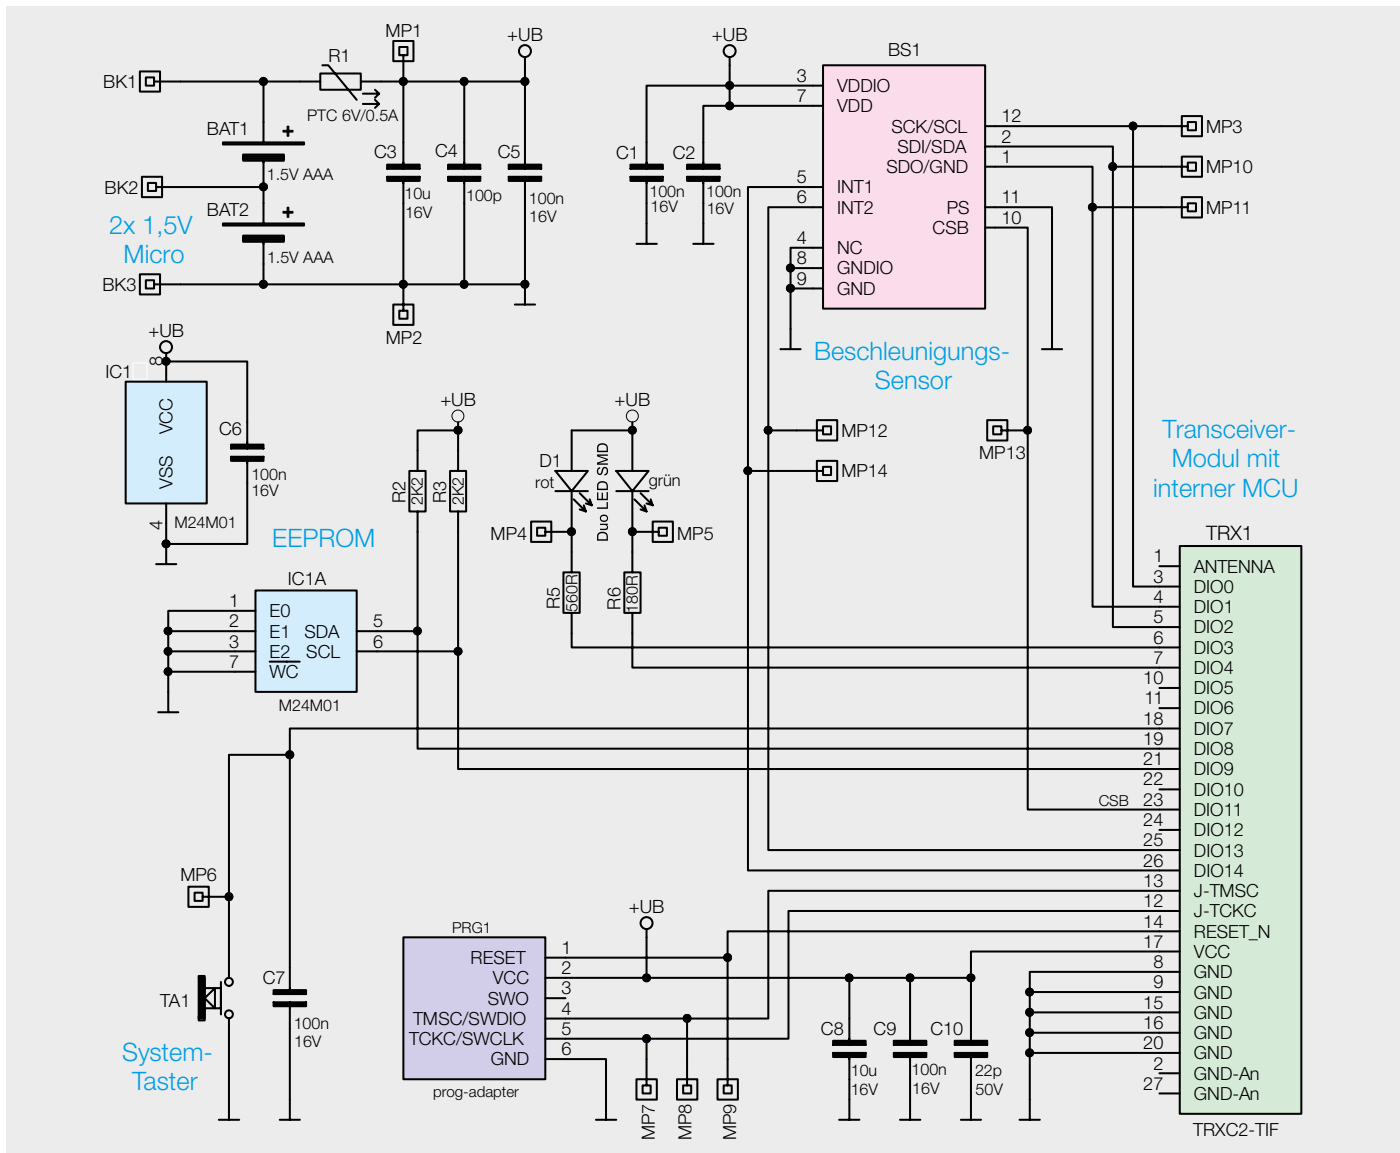 BK1
R1
PTC 6V/0.5A
MP1
+UB
BAT1
+
1.5V AAA
BK2
BAT2
+
1.5V AAA
2x 1,5V
Micro
BK3
C3
10u
16V
C4
100p
C5
100n
16V
MP2
+UB
C1
100n
16V
C2
100n
16V
BS1
3
7
5
6
4
8
9
VDDIO
VDD
SCK/SCL
SDI/SDA
SDO/GND
INT1
INT2
PS
CSB
NC
GNDIO
GND
12
2
1
11
10
MP3
MP10
MP11
Beschleunigungs-
Sensor
+UB
IC1
8
VCC
VSS
4
M24M01
C6
100n
16V
EEPROM
IC1A
1
2
3
7
E0
E1
E2
WC
SDA
SCL
5
6
M24M01
+UB
R2
2K2
R3
2K2
+UB
D1
rot
Duo LED SMD
grün
MP4
MP5
R5
560R
R6
180R
MP12
MP14
MP13
Transceiver-
Modul mit
interner MCU
TRX1
1 ANTENNA
3 DIO0
4 DIO1
5 DIO2
6 DIO3
7 DIO4
10 DIO5
11 DIO6
18 DIO7
19 DIO8
21 DIO9
22 DIO10
CSB 23 DIO11
24 DIO12
25 DIO13
26 DIO14
13 J-TMSC
12 J-TCKC
14 RESET_N
17 VCC
8 GND
9 GND
15 GND
16 GND
20 GND
2 GND-An
27 GND-An
TRXC2-TIF
MP6
TA1
System-
Taster
C7
100n
16V
PRG1
RESET 1
VCC 2
SWO 3
TMSC/SWDIO 4
TCKC/SWCLK 5
GND 6
prog-adapter
+UB
MP7
MP8
MP9
C8
10u
16V
C9
100n
16V
C10
22p
50V